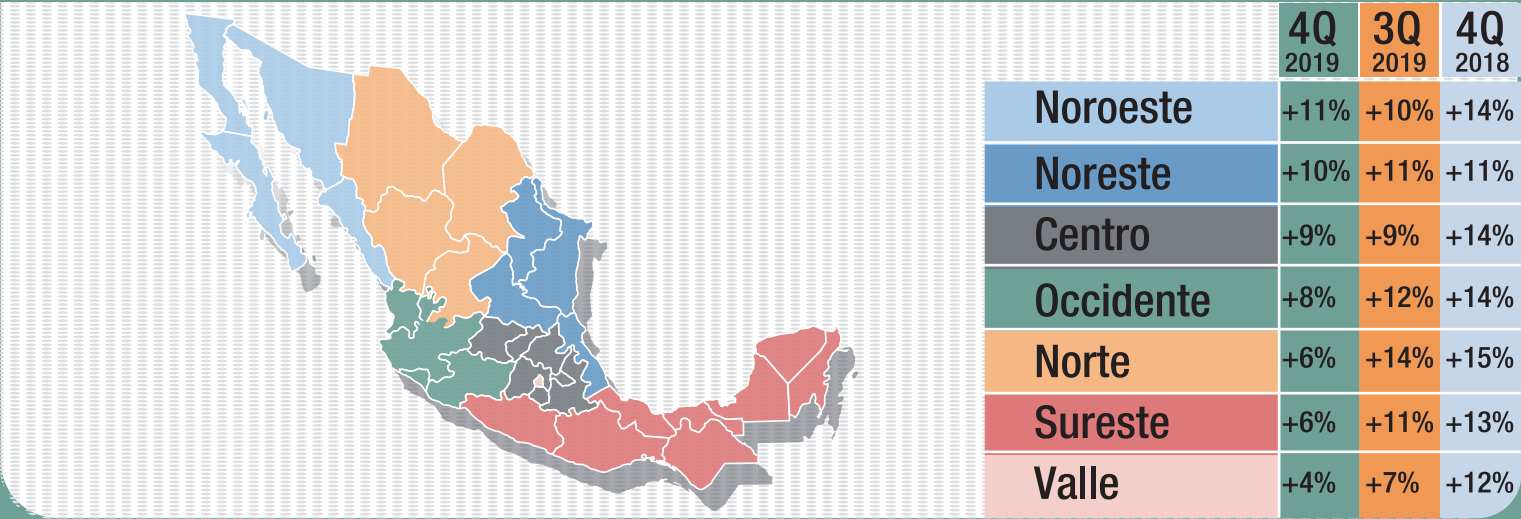 4Q 3Q 4Q
2019 2019 2018
Noroeste +11% +10% +14%
Noreste +10% +11% +11%
Centro +9% +9% +14%
Occidente +8% +12% +14%
Norte +6% +14% +15%
Sureste +6% +11% +13%
Valle +4% +7% +12%